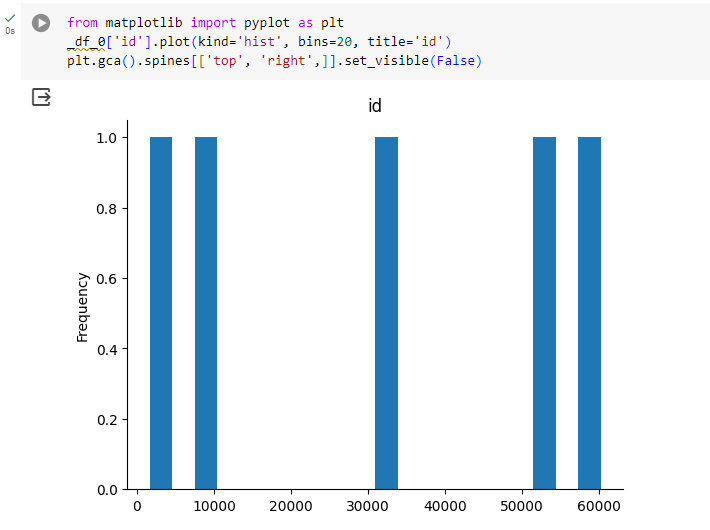 from matplotlib import pyplot as plt
_df_0['id'].plot(kind='hist', bins=20, title='id')
plt.gca().spines[['top', 'right',]].set_visible(False)
0s
id
1.0
0.8
0.6
0.4
0.2
0.0
Frequency
0 10000 20000 30000 40000 50000 60000